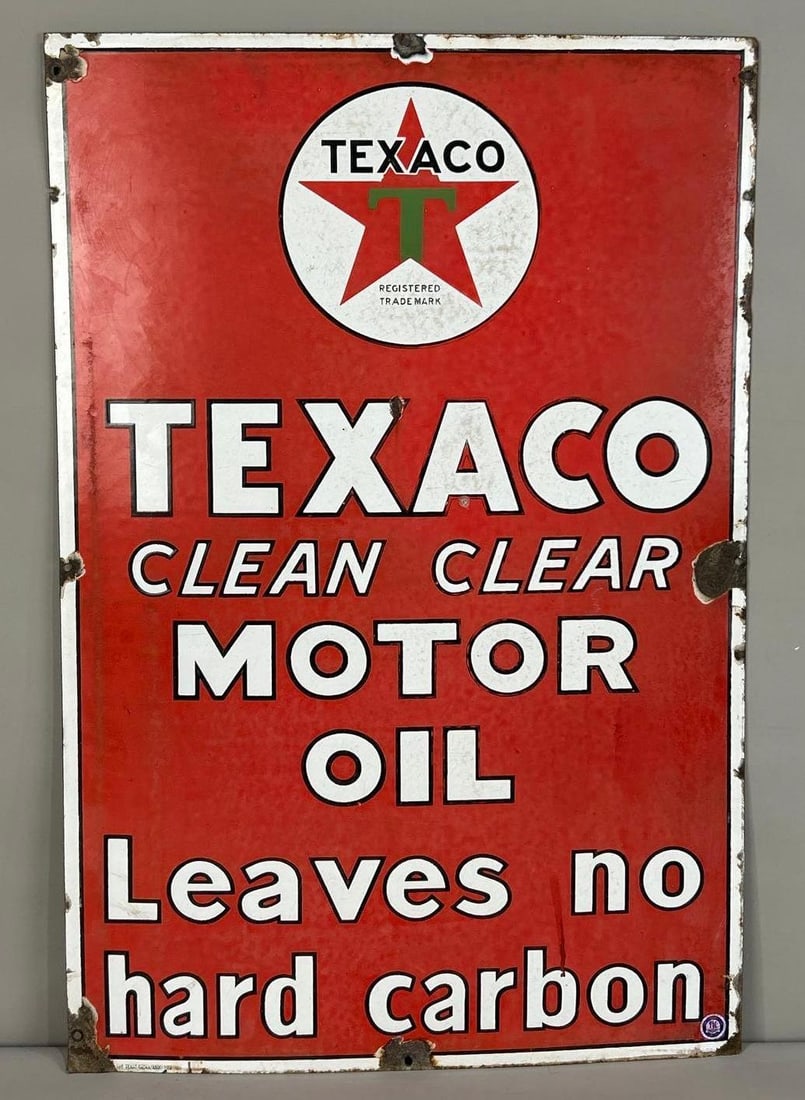 TEXACO
T
REGISTERED
TRADE MARK
TEXACO
CLEAN CLEAR
MOTOR
OIL
Leaves no
hard carbon